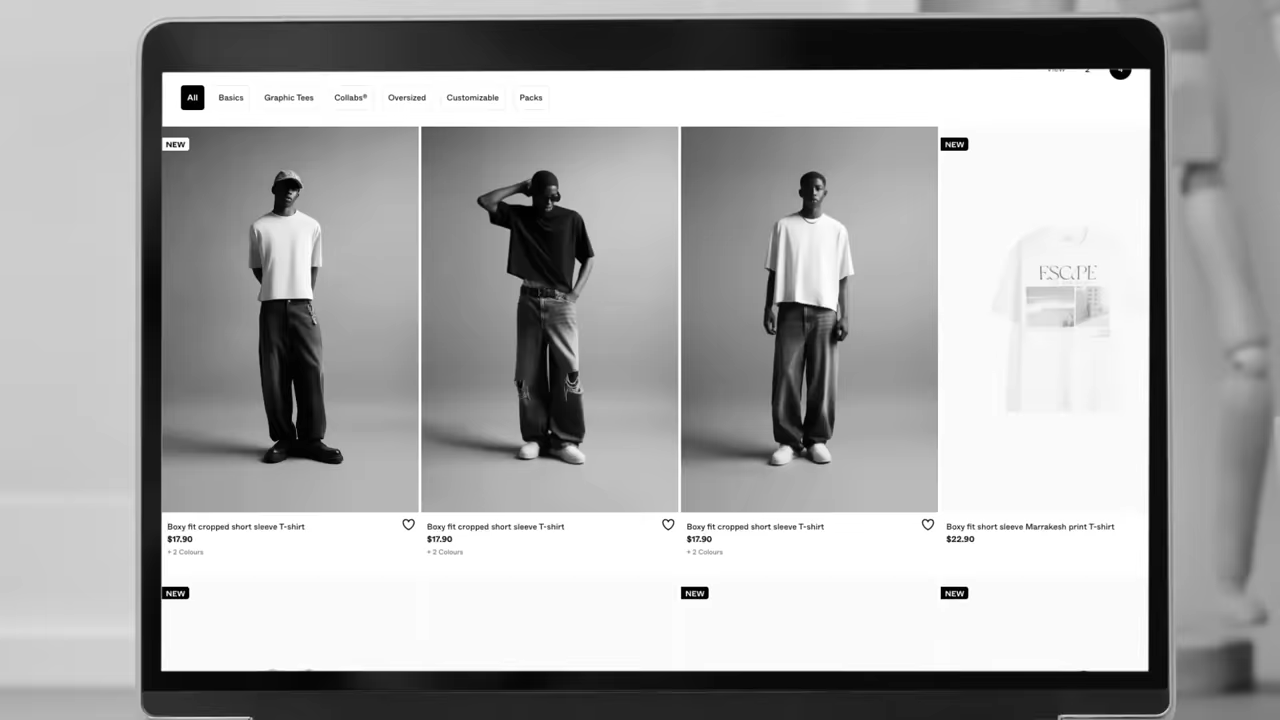 All Basics Graphic Tees Collabs® Oversized Customizable Packs
NEW
NEW
ESCAPE
Boxy fit cropped short sleeve T-shirt
$17.90
+ 2 Colours
Boxy fit cropped short sleeve T-shirt
$17.90
+ 2 Colours
Boxy fit cropped short sleeve T-shirt
$17.90
+ 2 Colours
Boxy fit short sleeve Marrakesh print T-shirt
$22.90
NEW
NEW
NEW